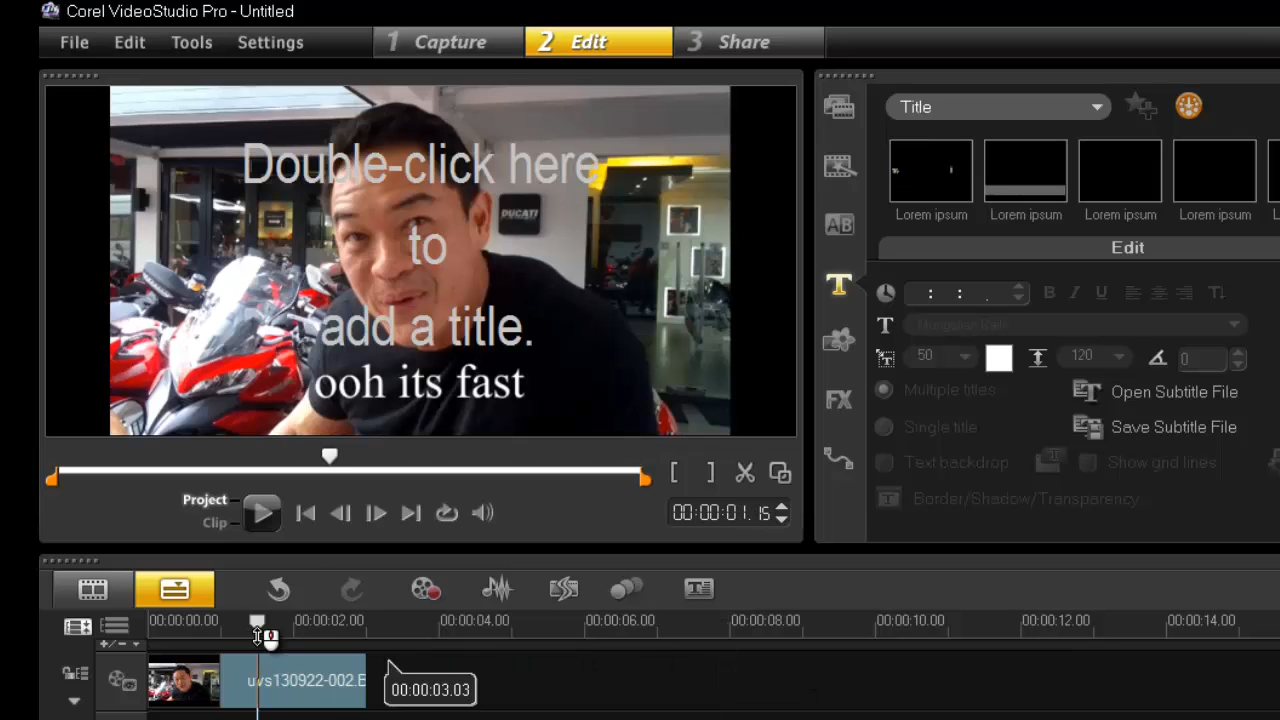 Corel VideoStudio Pro - Untitled
File Edit Tools Settings 1 Capture 2 Edit 3 Share
Double-click here
to
add a title.
ooh its fast
DUCATI
Title
Lorem ipsum Lorem ipsum Lorem ipsum Lorem ipsum
Edit
: : .
B I U
Mongolian Baiti
50 120 0
Multiple titles Open Subtitle File
Single title Save Subtitle File
Text backdrop Show grid lines
Border/Shadow/Transparency
AB
T
FX
Project
Clip
00:00:01.15
00:00:00.00 00:00:02.00 00:00:04.00 00:00:06.00 00:00:08.00 00:00:10.00 00:00:12.00 00:00:14.00
uvs130922-002.E
00:00:03.03